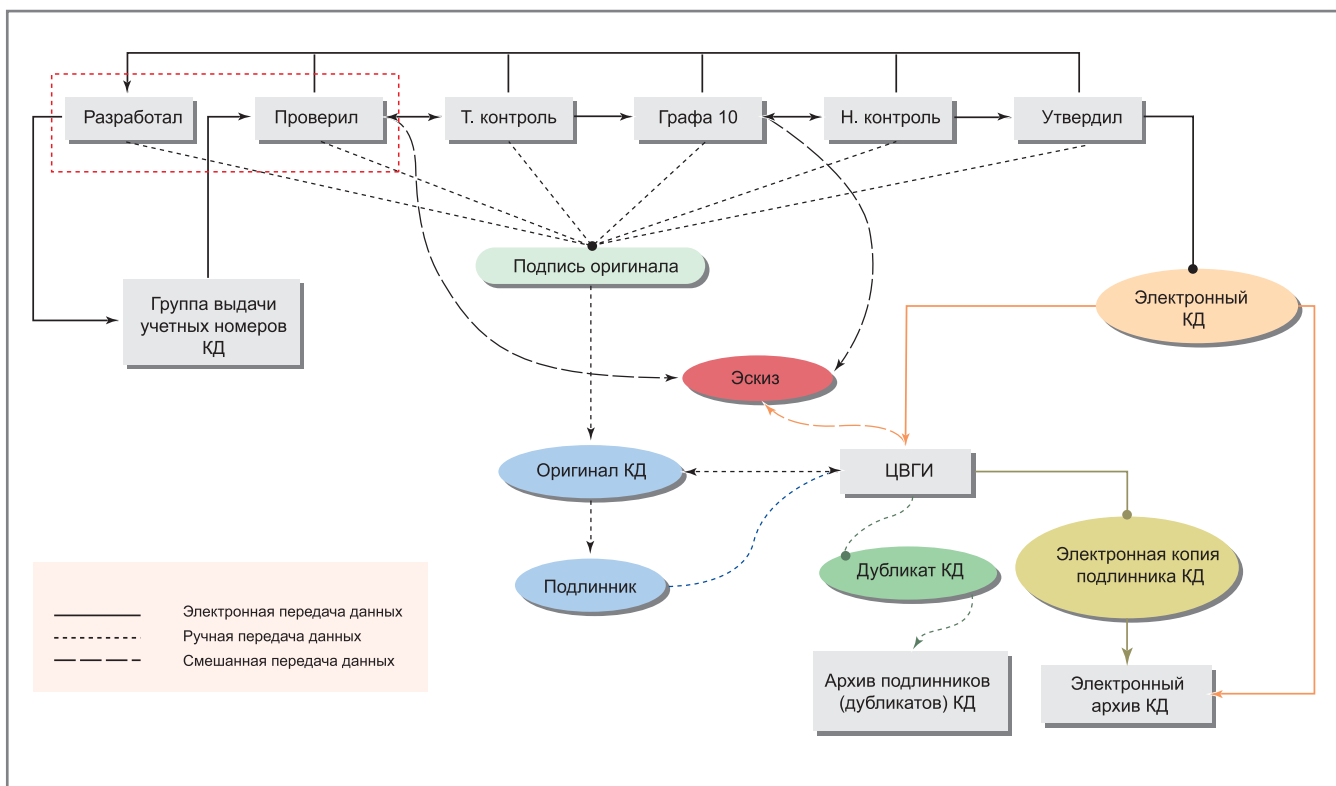 Разработал
Проверил
Т. контроль
Графа 10
Н. контроль
Утвердил
Подпись оригинала
Группа выдачи
учетных номеров
КД
Электронный
КД
Эскиз
Оригинал КД
ЦВГИ
Подлинник
Дубликат КД
Электронная копия
подлинника КД
Электронная передача данных
Ручная передача данных
Смешанная передача данных
Архив подлинников
(дубликатов) КД
Электронный
архив КД